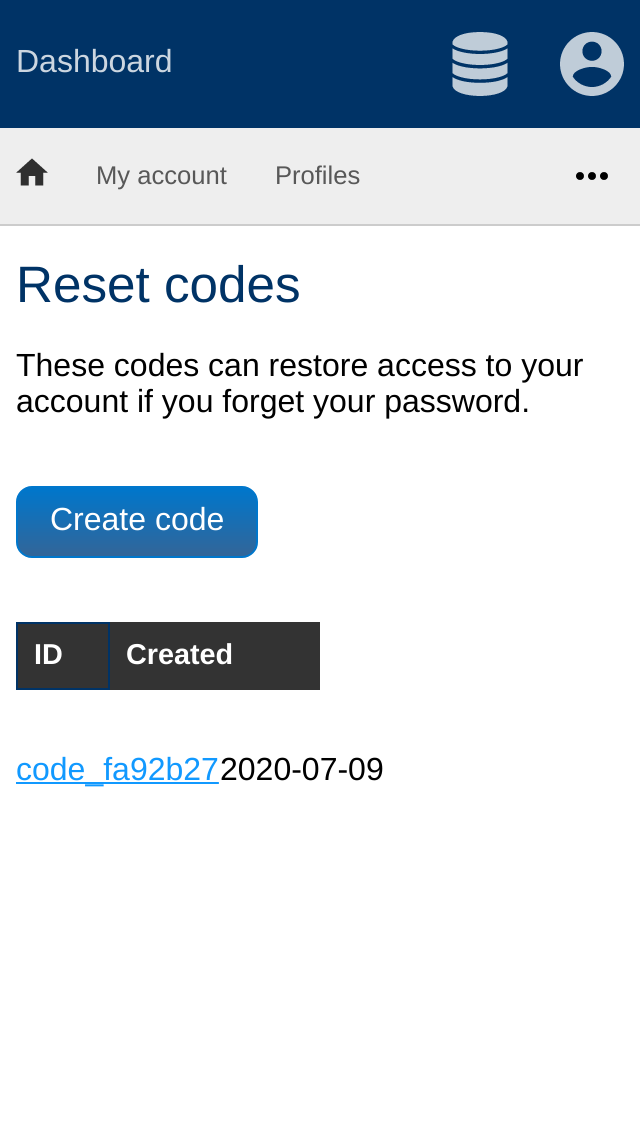 Dashboard
My account Profiles
Reset codes
These codes can restore access to your
account if you forget your password.
Create code
ID Created
code_fa92b27 2020-07-09